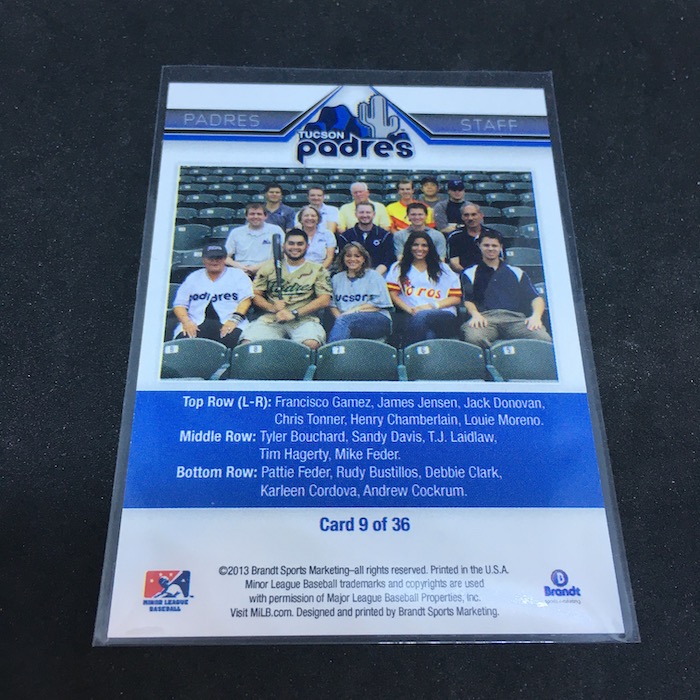 PADRES
STAFF
TUCSON
padres
Top Row (L-R): Francisco Gamez, James Jensen, Jack Donovan,
Chris Tonner, Henry Chamberlain, Louie Moreno.
Middle Row: Tyler Bouchard, Sandy Davis, T.J. Laidlaw,
Tim Hagerty, Mike Feder.
Bottom Row: Pattie Feder, Rudy Bustillos, Debbie Clark,
Karleen Cordova, Andrew Cockrum.
Card 9 of 36
©2013 Brandt Sports Marketing–all rights reserved. Printed in the U.S.A.
Minor League Baseball trademarks and copyrights are used
with permission of Major League Baseball Properties, Inc.
Visit MiLB.com. Designed and printed by Brandt Sports Marketing.
MINOR LEAGUE
BASEBALL
Brandt